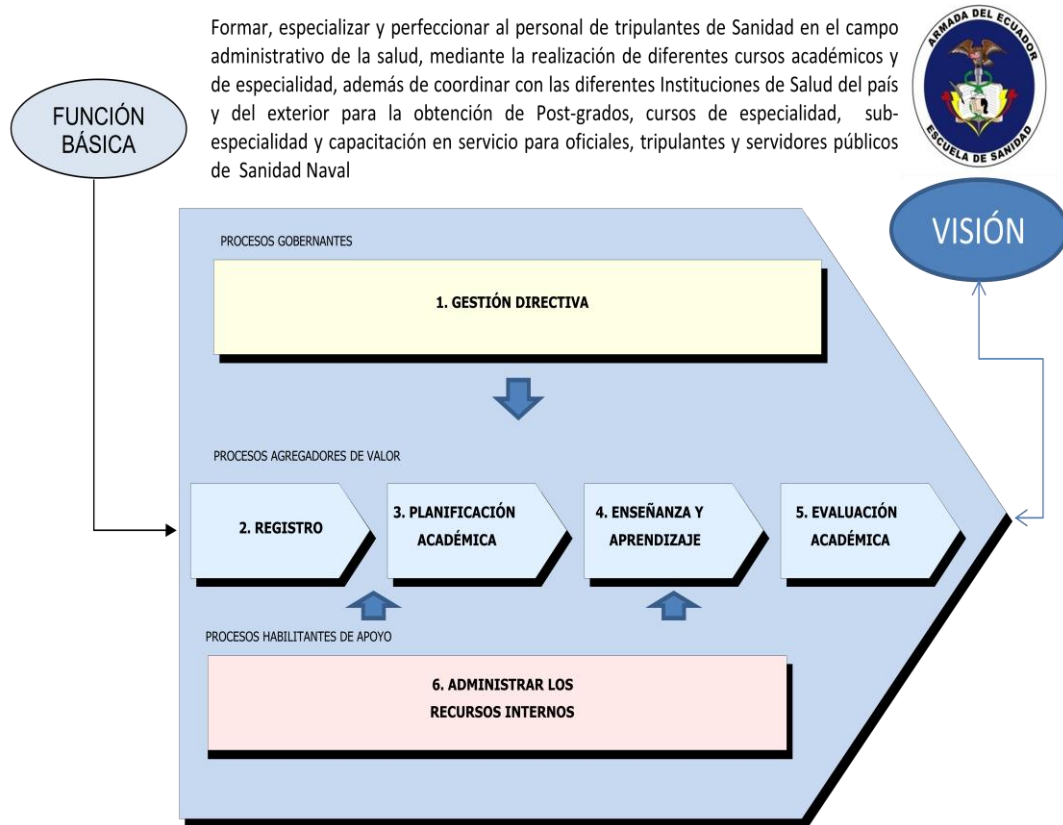 Formar, especializar y perfeccionar al personal de tripulantes de Sanidad en el campo
administrativo de la salud, mediante la realización de diferentes cursos académicos y
de especialidad, además de coordinar con las diferentes Instituciones de Salud del país
y del exterior para la obtención de Post-grados, cursos de especialidad, sub-
especialidad y capacitación en servicio para oficiales, tripulantes y servidores públicos
de Sanidad Naval
ARMADA DEL ECUADOR
ESCUELA DE SANIDAD
FUNCIÓN
BÁSICA
VISIÓN
PROCESOS GOBERNANTES
1. GESTIÓN DIRECTIVA
PROCESOS AGREGADORES DE VALOR
2. REGISTRO
3. PLANIFICACIÓN
ACADÉMICA
4. ENSEÑANZA Y
APRENDIZAJE
5. EVALUACIÓN
ACADÉMICA
PROCESOS HABILITANTES DE APOYO
6. ADMINISTRAR LOS
RECURSOS INTERNOS